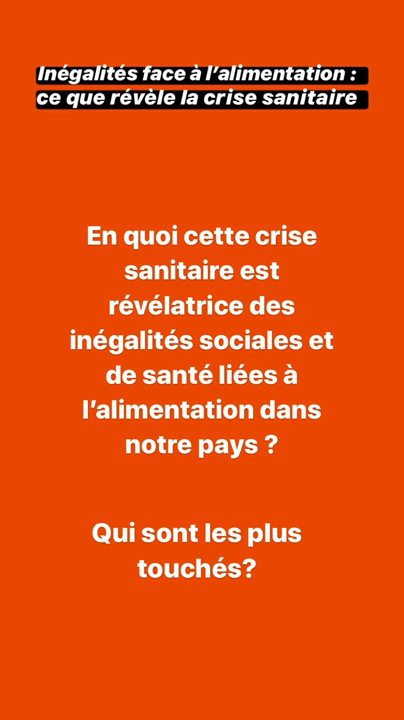 Inégalités face à l’alimentation :
ce que révèle la crise sanitaire
En quoi cette crise
sanitaire est
révélatrice des
inégalités sociales et
de santé liées à
l’alimentation dans
notre pays ?
Qui sont les plus
touchés?